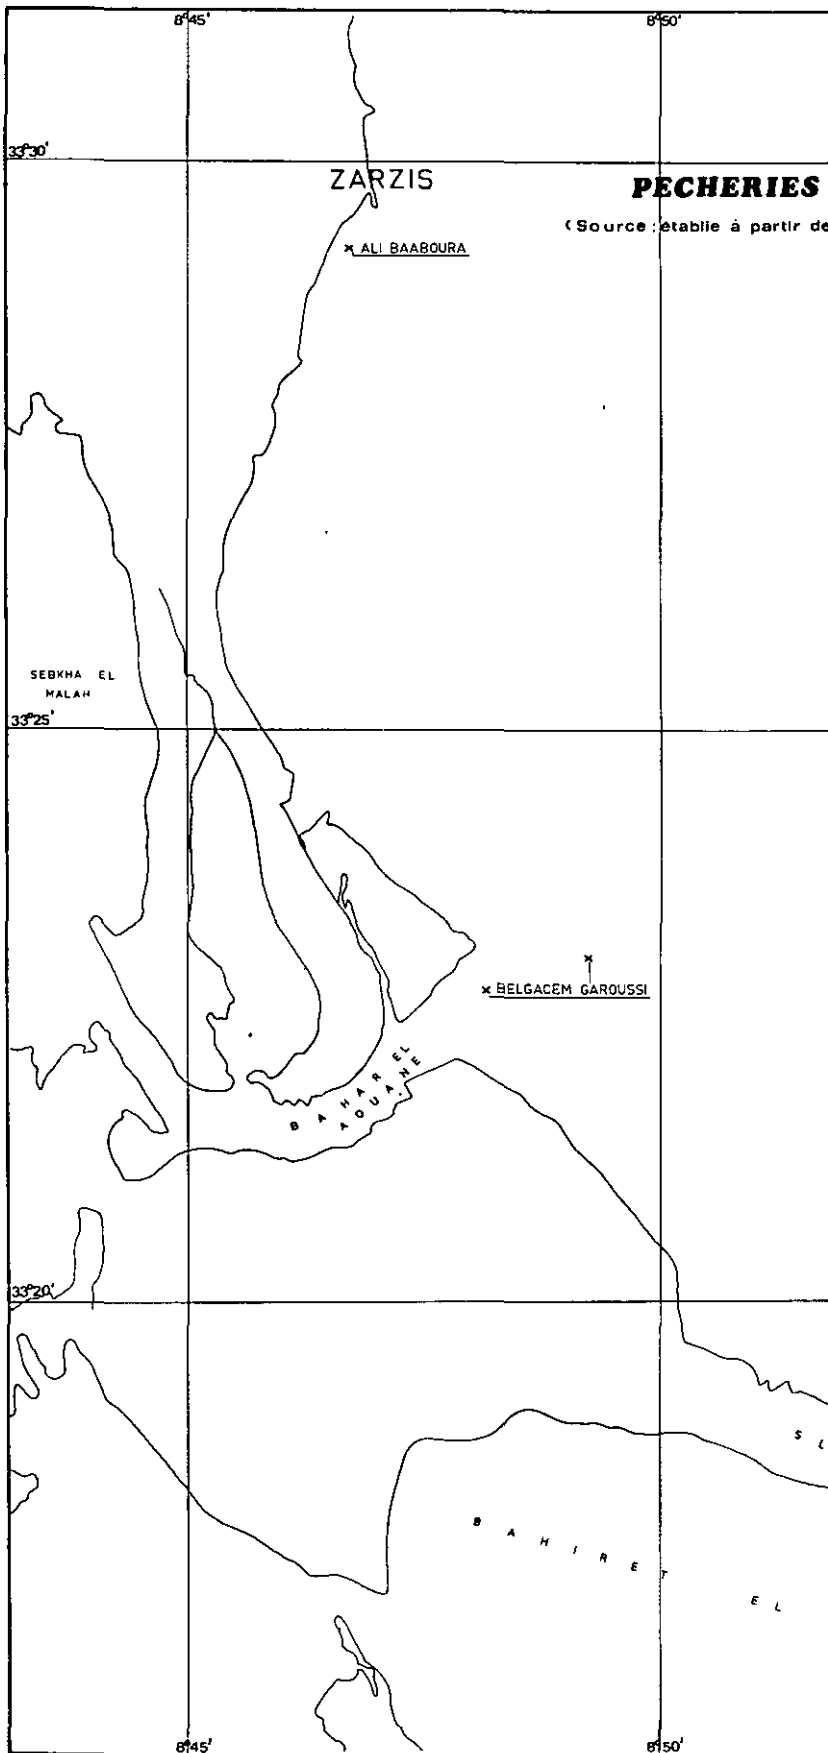 8°45' 8°50'
33°30'
ZARZIS
PECHERIES
(Source : établie à partir de
ALI BAABOURA
SEBKHA EL
MALAH
33°25'
BELGACEM GAROUSSI
BAHAR EL
AOUANE
33°20'
SL
BAHIRET EL
8°45' 8°50'